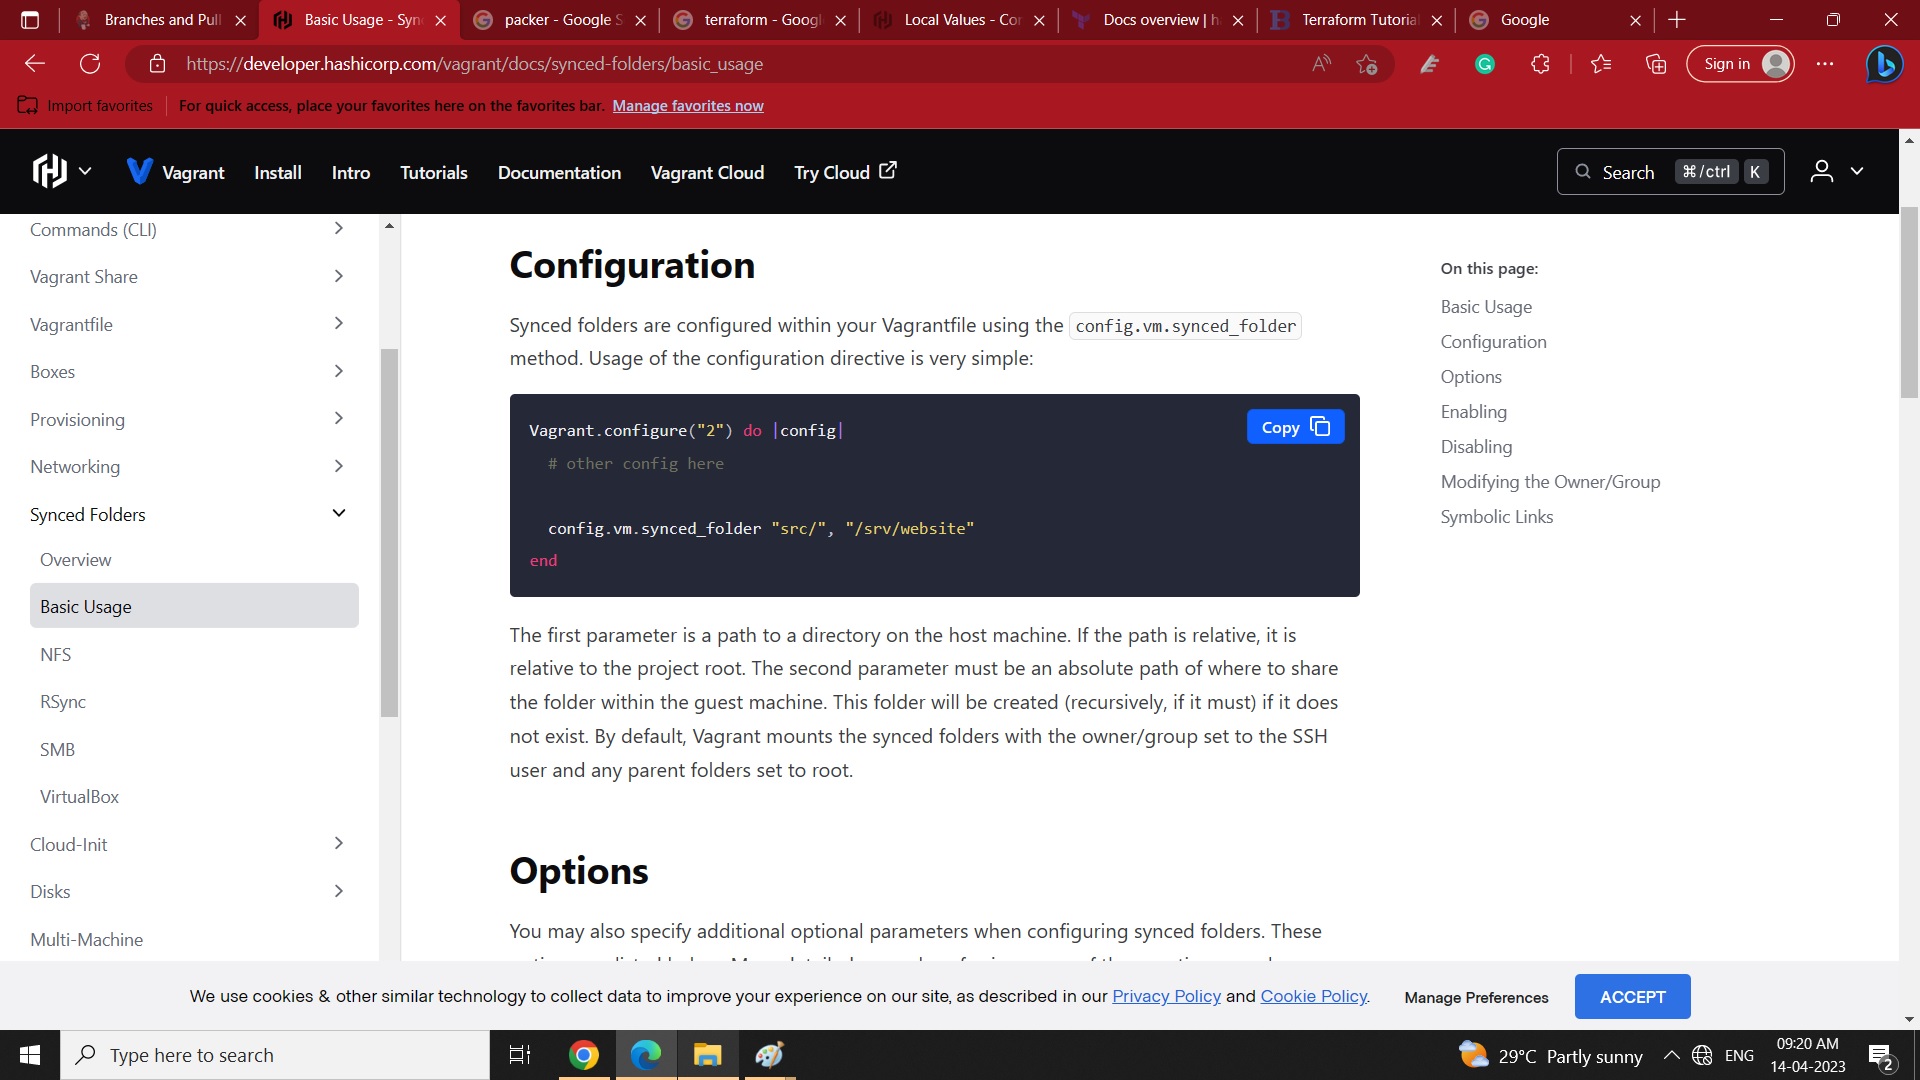 Branches and Pull
Basic Usage - Syn
packer - Google S
terraform - Googl
Local Values - Con
Docs overview | h
Terraform Tutorial
Google
https://developer.hashicorp.com/vagrant/docs/synced-folders/basic_usage
Sign in
Import favorites
For quick access, place your favorites here on the favorites bar. Manage favorites now
Vagrant
Install
Intro
Tutorials
Documentation
Vagrant Cloud
Try Cloud
Search
⌘/ctrl
K
Commands (CLI)
Vagrant Share
Vagrantfile
Boxes
Provisioning
Networking
Synced Folders
Overview
Basic Usage
NFS
RSync
SMB
VirtualBox
Cloud-Init
Disks
Multi-Machine
Configuration
Synced folders are configured within your Vagrantfile using the config.vm.synced_folder
method. Usage of the configuration directive is very simple:
Copy
Vagrant.configure("2") do |config|
# other config here
config.vm.synced_folder "src/", "/srv/website"
end
The first parameter is a path to a directory on the host machine. If the path is relative, it is
relative to the project root. The second parameter must be an absolute path of where to share
the folder within the guest machine. This folder will be created (recursively, if it must) if it does
not exist. By default, Vagrant mounts the synced folders with the owner/group set to the SSH
user and any parent folders set to root.
Options
You may also specify additional optional parameters when configuring synced folders. These
On this page:
Basic Usage
Configuration
Options
Enabling
Disabling
Modifying the Owner/Group
Symbolic Links
We use cookies & other similar technology to collect data to improve your experience on our site, as described in our Privacy Policy and Cookie Policy.
Manage Preferences
ACCEPT
Type here to search
29°C Partly sunny
ENG
09:20 AM
14-04-2023
2